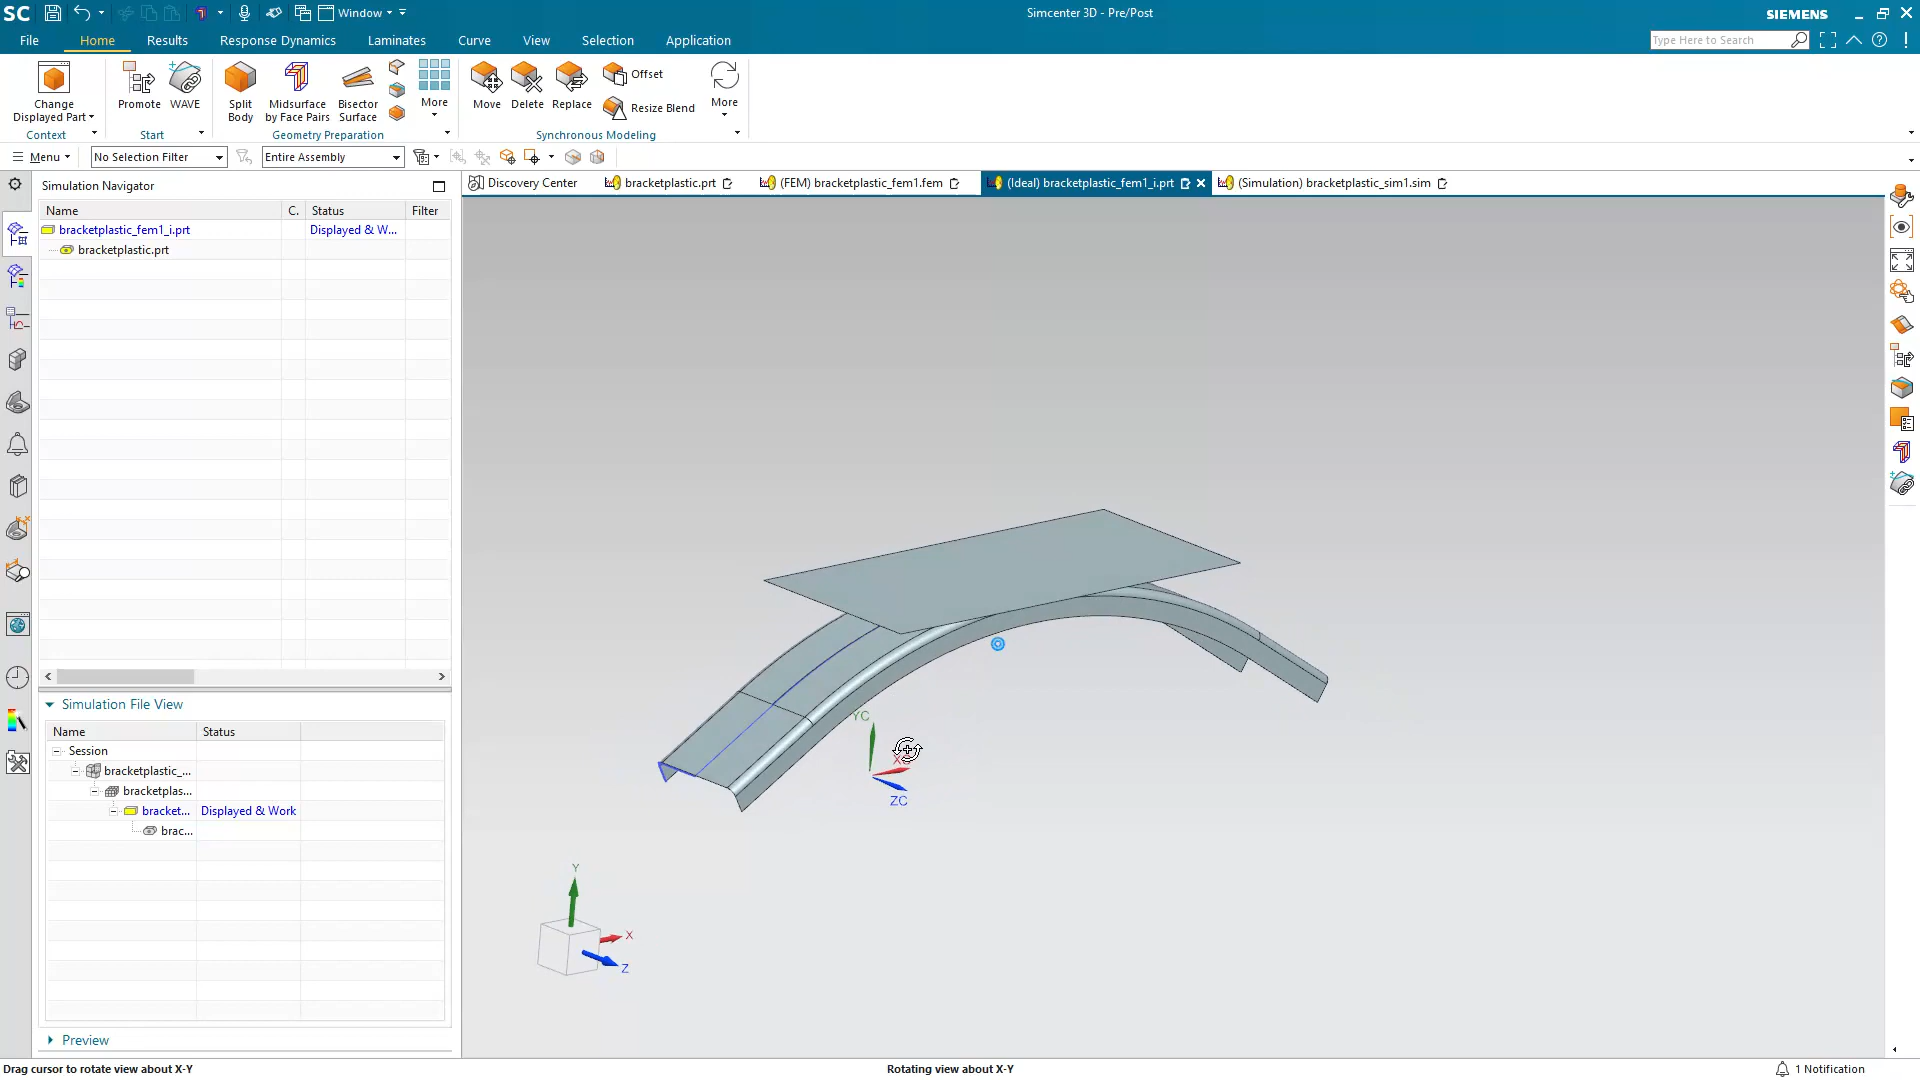 SC
Window
Simcenter 3D - Pre/Post
SIEMENS
File
Home
Results
Response Dynamics
Laminates
Curve
View
Selection
Application
Type Here to Search
Change
Displayed Part
Promote
WAVE
Split
Body
Midsurface
by Face Pairs
Bisector
Surface
More
Move
Delete
Replace
Offset
Resize Blend
More
Context
Start
Geometry Preparation
Synchronous Modeling
Menu
No Selection Filter
Entire Assembly
Simulation Navigator
Discovery Center
bracketplastic.prt
(FEM) bracketplastic_fem1.fem
(Ideal) bracketplastic_fem1_i.prt
(Simulation) bracketplastic_sim1.sim
Name
C.
Status
Filter
bracketplastic_fem1_i.prt
Displayed & W...
bracketplastic.prt
Simulation File View
Name
Status
Session
bracketplastic_...
bracketplas...
bracket...
Displayed & Work
brac...
YC
ZC
Y
X
Z
Preview
Drag cursor to rotate view about X-Y
Rotating view about X-Y
1 Notification